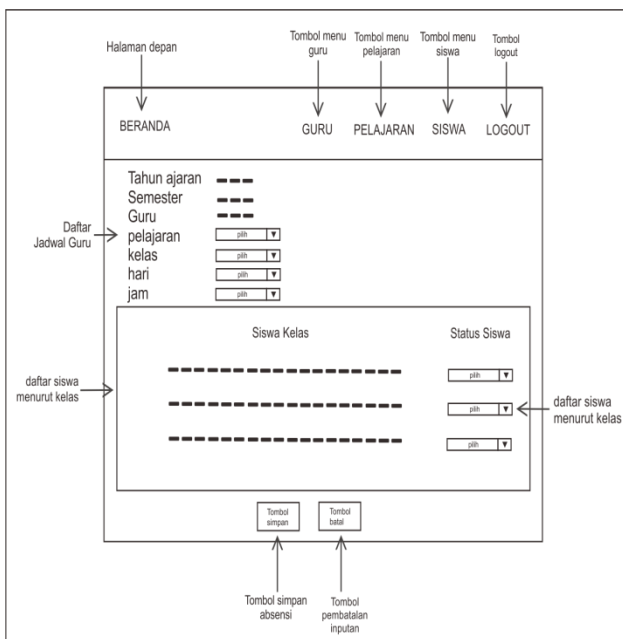 Halaman depan
Tombol menu
guru
Tombol menu
pelajaran
Tombol menu
siswa
Tombol
logout
BERANDA
GURU
PELAJARAN
SISWA
LOGOUT
Tahun ajaran
Semester
Guru
Daftar
Jadwal Guru
pelajaran
pilih
kelas
pilih
hari
pilih
jam
pilih
Siswa Kelas
Status Siswa
pilih
daftar siswa
menurut kelas
pilih
daftar siswa
menurut kelas
pilih
Tombol
simpan
Tombol
batal
Tombol simpan
absensi
Tombol
pembatalan
inputan